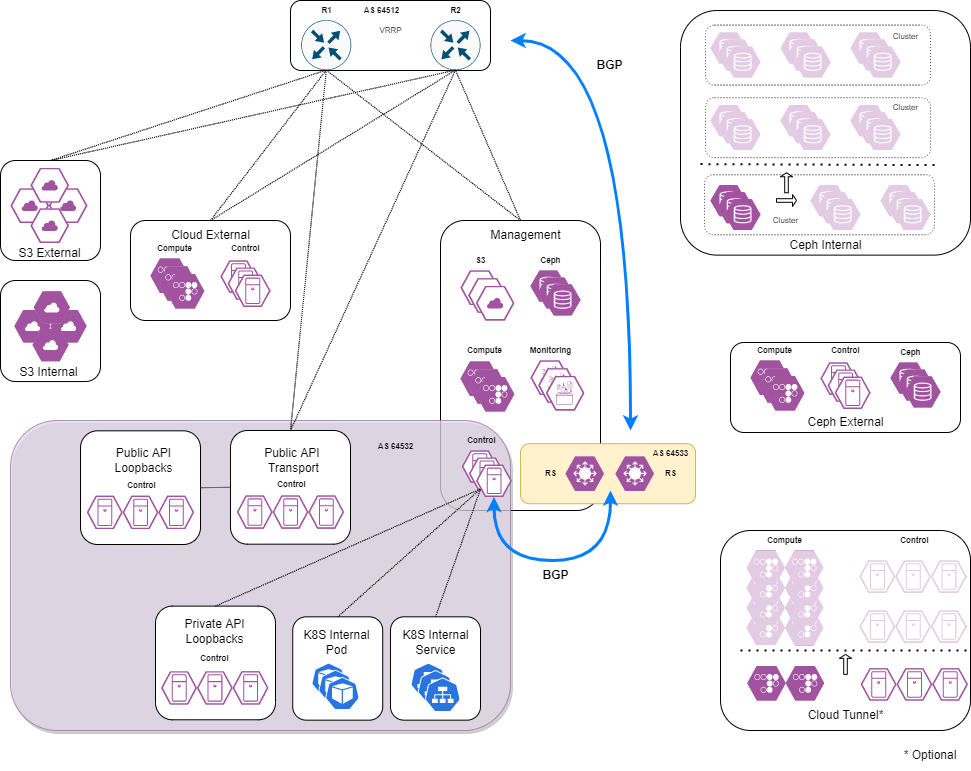 R1
AS 64512
R2
VRRP
BGP
Cluster
Cluster
Cluster
Ceph Internal
S3 External
S3 Internal
Cloud External
Compute
Control
Management
S3
Ceph
Compute
Monitoring
Control
Compute
Control
Ceph
Ceph External
AS 64532
Public API
Loopbacks
Control
Public API
Transport
Control
AS 64533
RS
RS
BGP
Private API
Loopbacks
Control
K8S Internal
Pod
K8S Internal
Service
Compute
Control
Cloud Tunnel*
* Optional